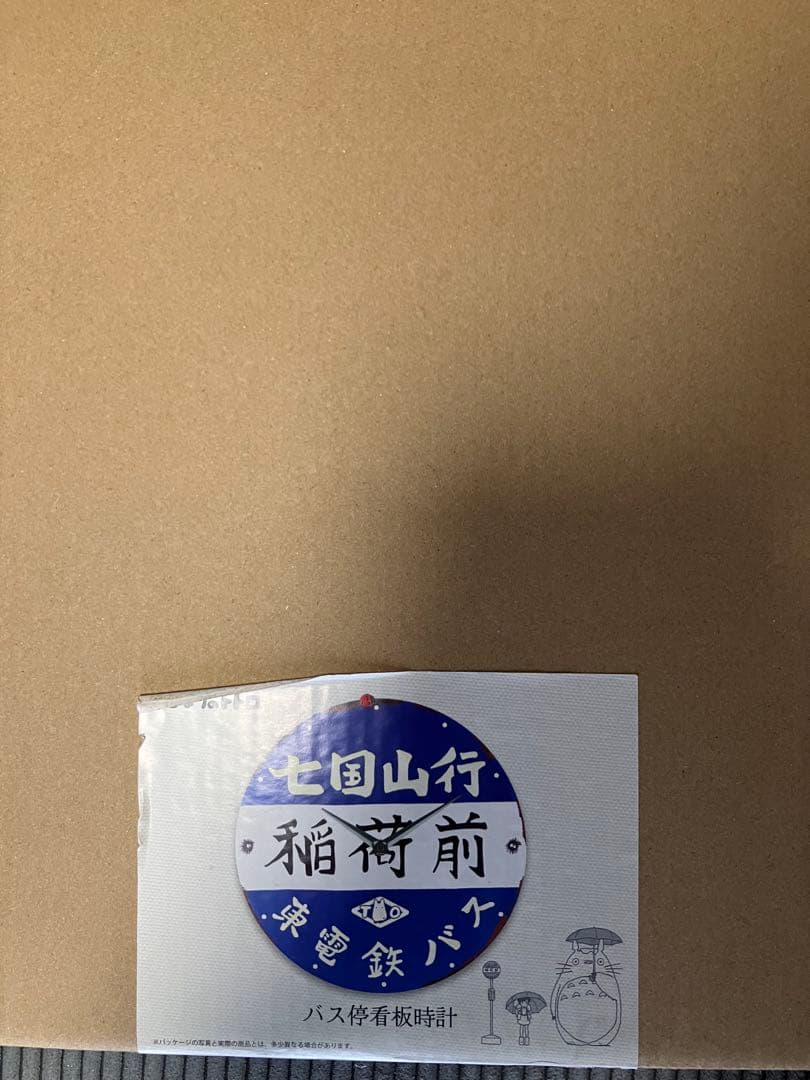 七国山行
稲荷前
TOTO
東電鉄バス
バス停看板時計
※パッケージの写真と実際の商品とは、多少異なる場合があります。